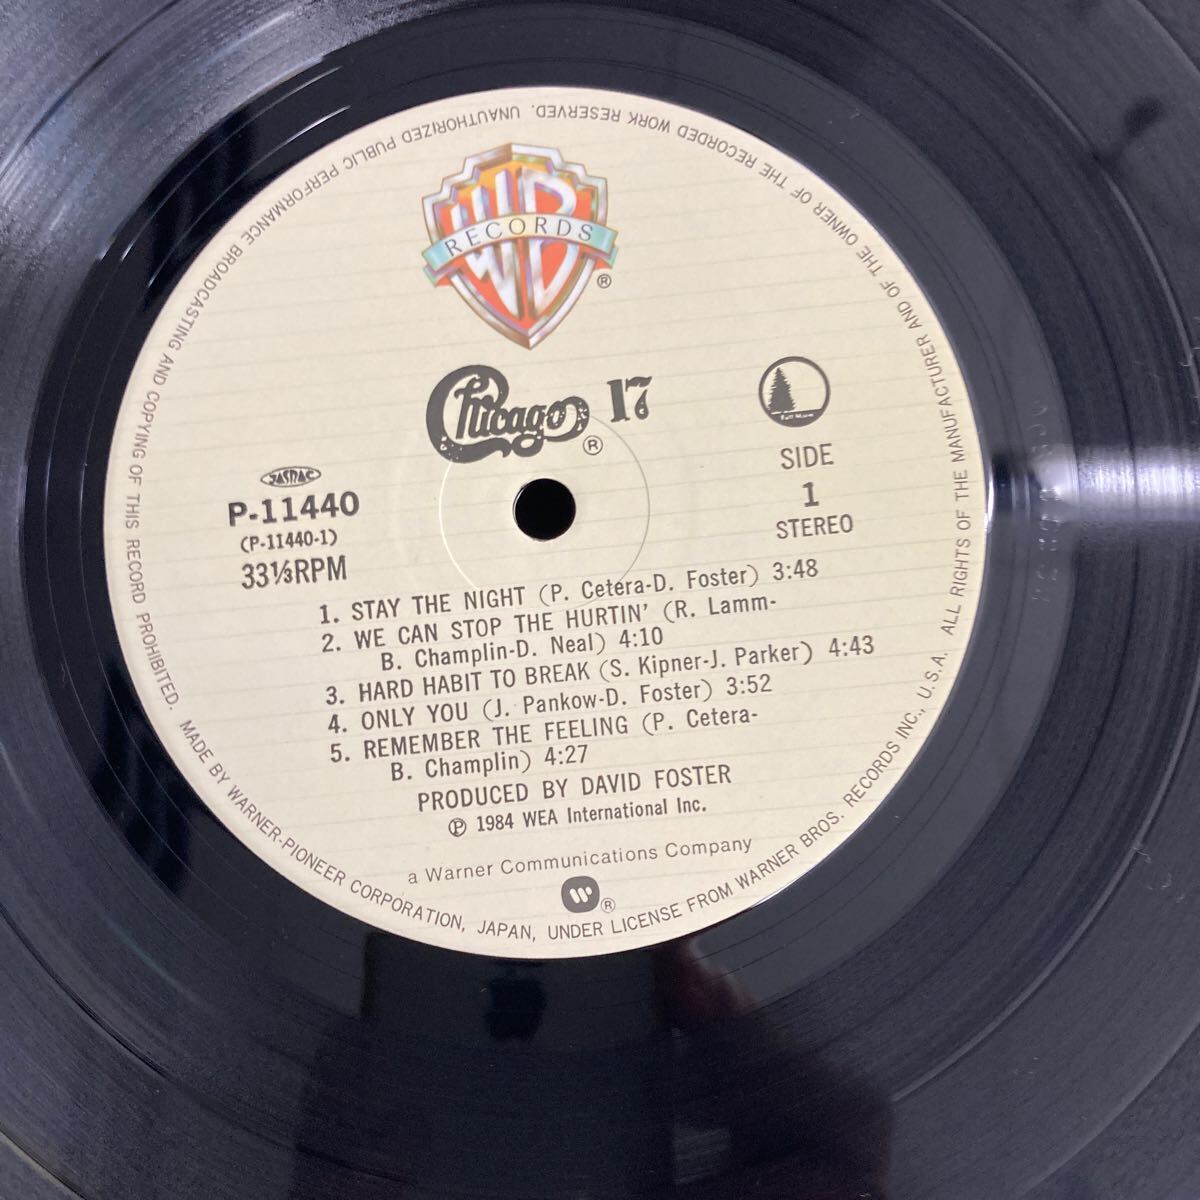 WB
RECORDS
®
Chicago 17
®
Full Moon
SIDE
1
STEREO
JASRAC
P-11440
(P-11440-1)
33⅓RPM
1. STAY THE NIGHT (P. Cetera-D. Foster) 3:48
2. WE CAN STOP THE HURTIN' (R. Lamm-
B. Champlin-D. Neal) 4:10
3. HARD HABIT TO BREAK (S. Kipner-J. Parker) 4:43
4. ONLY YOU (J. Pankow-D. Foster) 3:52
5. REMEMBER THE FEELING (P. Cetera-
B. Champlin) 4:27
PRODUCED BY DAVID FOSTER
Ⓟ 1984 WEA International Inc.
a Warner Communications Company
®
MADE BY WARNER-PIONEER CORPORATION, JAPAN, UNDER LICENSE FROM WARNER BROS. RECORDS INC., U.S.A. ALL RIGHTS OF THE MANUFACTURER AND OF THE OWNER OF THE RECORDED WORK RESERVED. UNAUTHORIZED PUBLIC PERFORMANCE BROADCASTING AND COPYING OF THIS RECORD PROHIBITED.